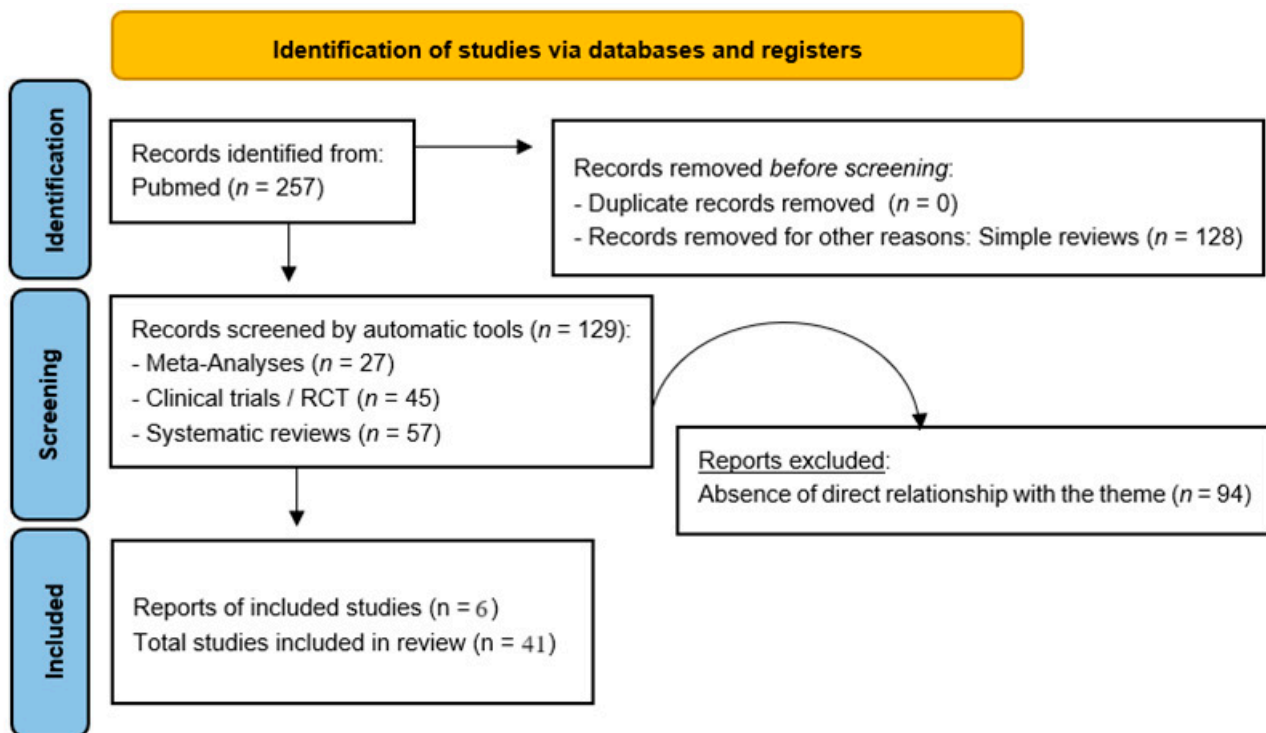 Identification of studies via databases and registers
Identification
Records identified from:
Pubmed (n = 257)
Records removed before screening:
- Duplicate records removed (n = 0)
- Records removed for other reasons: Simple reviews (n = 128)
Screening
Records screened by automatic tools (n = 129):
- Meta-Analyses (n = 27)
- Clinical trials / RCT (n = 45)
- Systematic reviews (n = 57)
Reports excluded:
Absence of direct relationship with the theme (n = 94)
Included
Reports of included studies (n = 6)
Total studies included in review (n = 41)